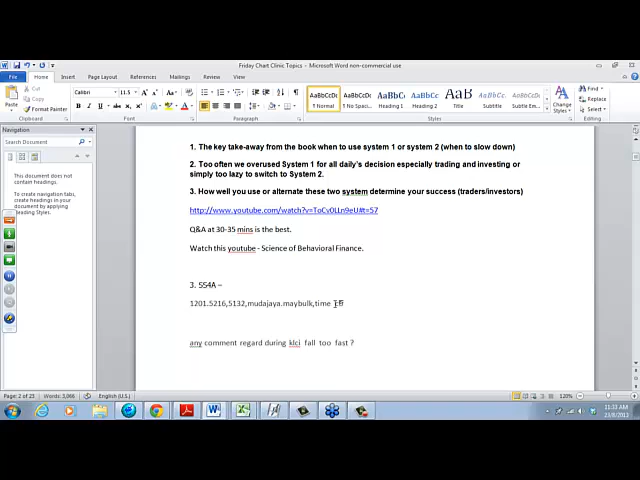 Friday Chart Clinic Topics - Microsoft Word non-commercial use
File Home Insert Page Layout References Mailings Review View
Paste
Cut
Copy
Format Painter
Clipboard
Calibri 11.5
Font
Paragraph
AaBbCcDc AaBbCcDc AaBbC AaBbCc AaB AaBbCc. AaBbCcDc
¶ Normal ¶ No Spaci... Heading 1 Heading 2 Title Subtitle Subtle Em...
Styles
Change Styles
Find
Replace
Select
Editing
Navigation
This document does not contain headings.
To create navigation tabs, create headings in your document by applying Heading Styles.
1. The key take-away from the book when to use system 1 or system 2 (when to slow down)
2. Too often we overused System 1 for all daily's decision especially trading and investing or
simply too lazy to switch to System 2.
3. How well you use or alternate these two system determine your success (traders/investors)
http://www.youtube.com/watch?v=ToCv0LLn9eU#t=57
Q&A at 30-35 mins is the best.
Watch this youtube - Science of Behavioral Finance.
3. SS4A –
1201.5216,5132,mudajaya.maybulk,time
any comment regard during klci fall too fast ?
Page: 2 of 23 Words: 3,066 English (U.S.) 120%
11:33 AM
23/8/2013